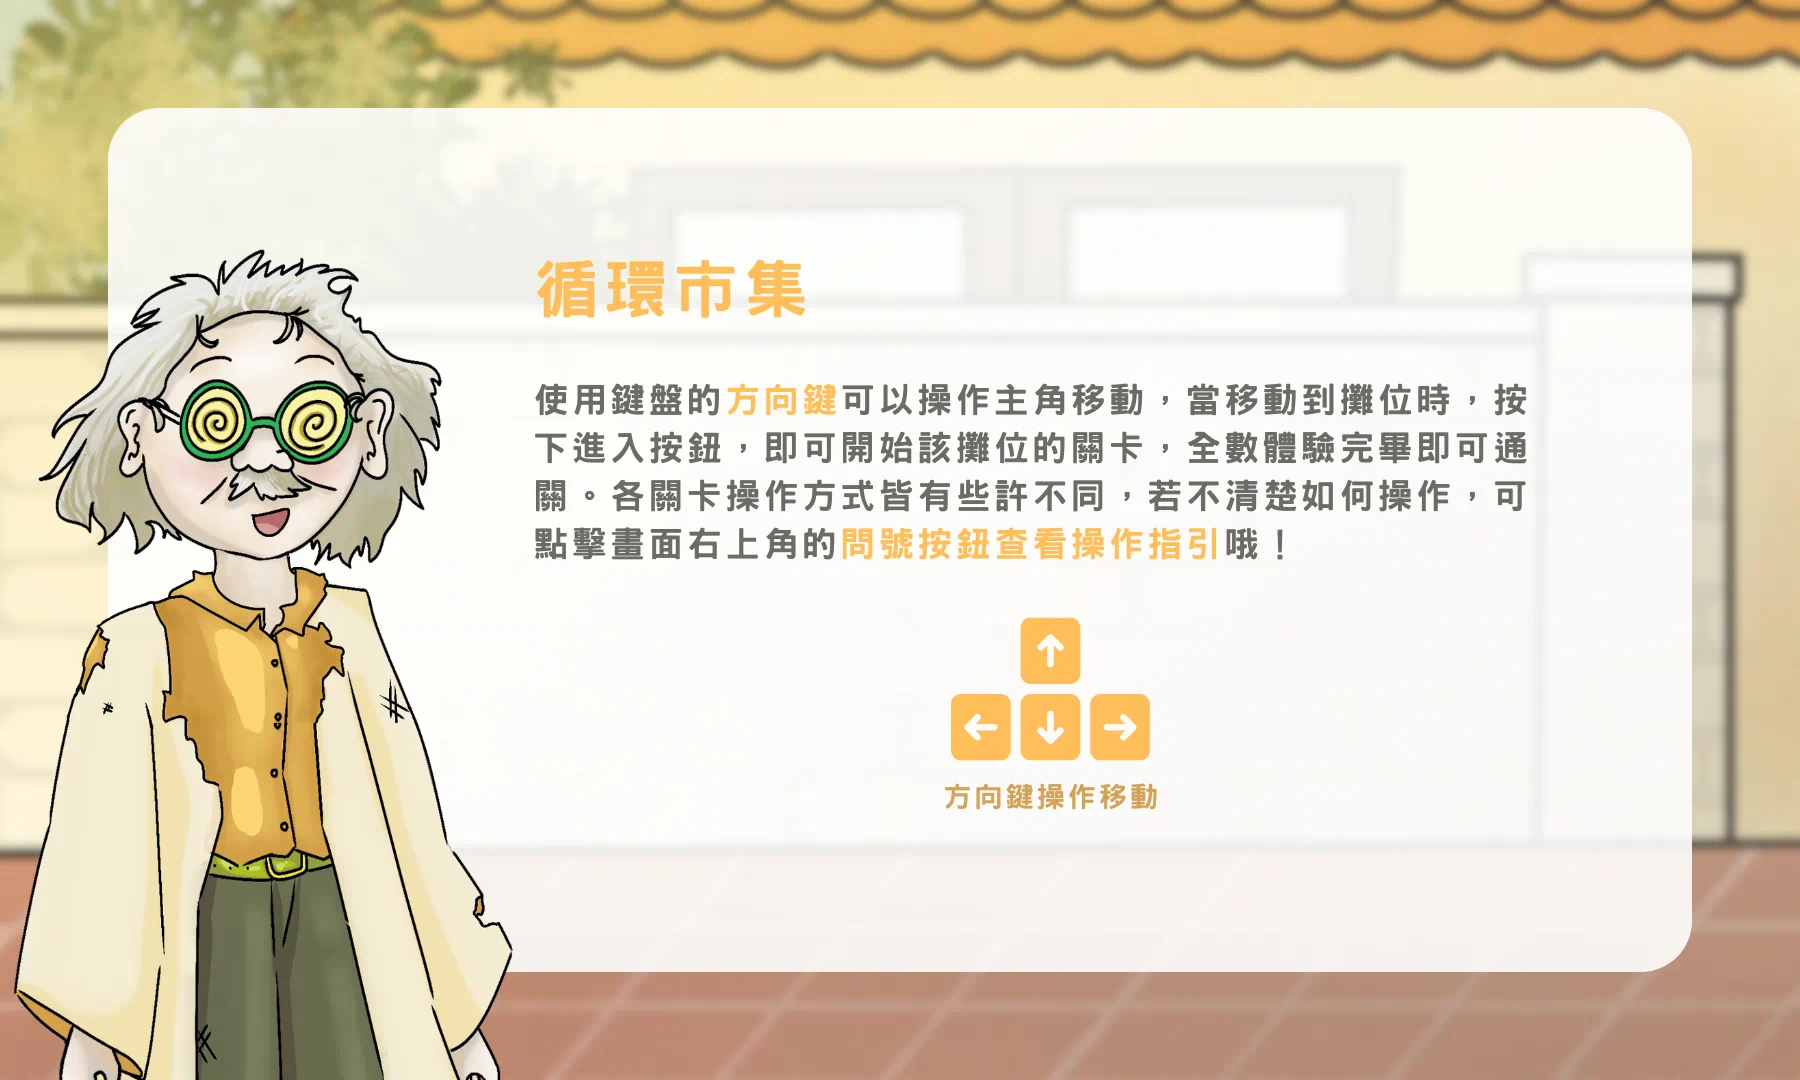 循環市集
使用鍵盤的方向鍵可以操作主角移動，當移動到攤位時，按
下進入按鈕，即可開始該攤位的關卡，全數體驗完畢即可通
關。各關卡操作方式皆有些許不同，若不清楚如何操作，可
點擊畫面右上角的問號按鈕查看操作指引哦！
方向鍵操作移動